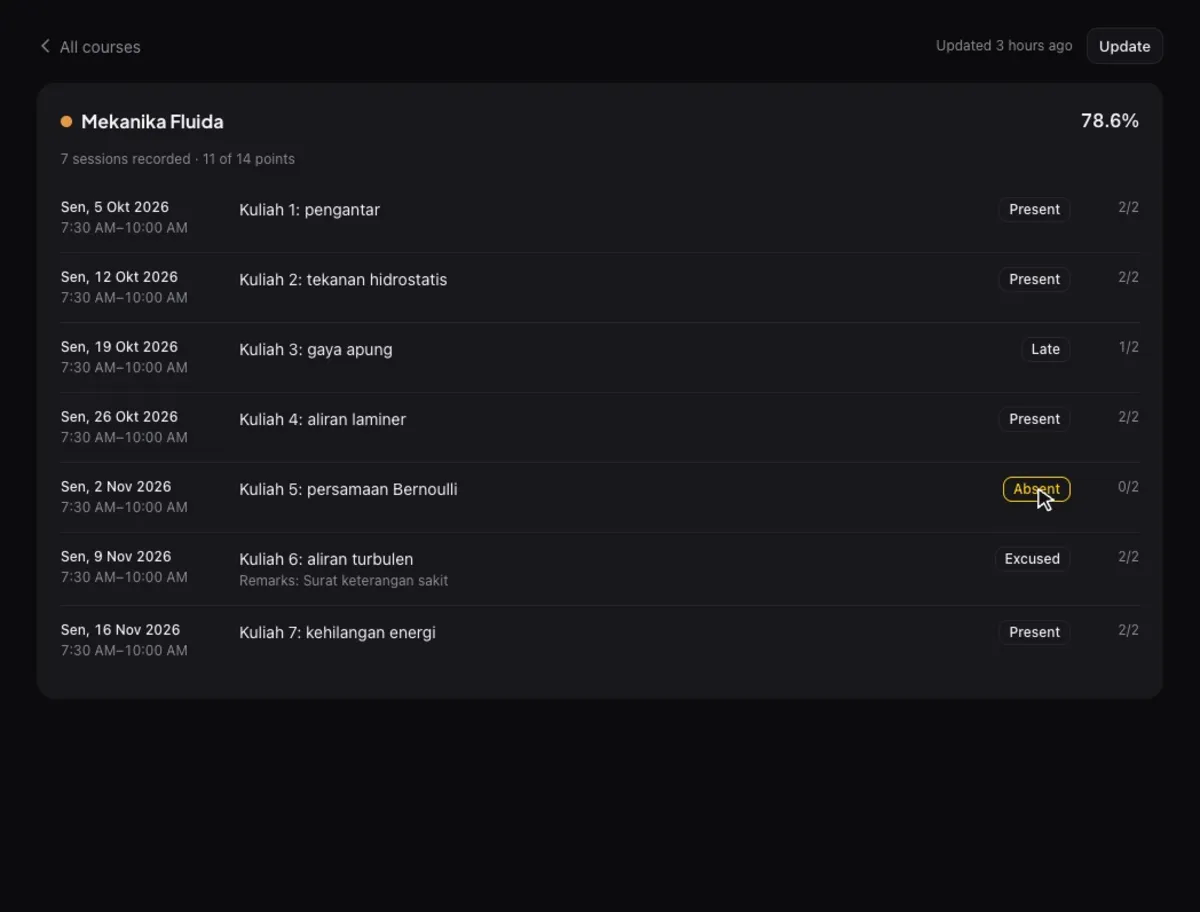 All courses
Updated 3 hours ago
Update
Mekanika Fluida
78.6%
7 sessions recorded · 11 of 14 points
Sen, 5 Okt 2026
7:30 AM–10:00 AM
Kuliah 1: pengantar
Present
2/2
Sen, 12 Okt 2026
7:30 AM–10:00 AM
Kuliah 2: tekanan hidrostatis
Present
2/2
Sen, 19 Okt 2026
7:30 AM–10:00 AM
Kuliah 3: gaya apung
Late
1/2
Sen, 26 Okt 2026
7:30 AM–10:00 AM
Kuliah 4: aliran laminer
Present
2/2
Sen, 2 Nov 2026
7:30 AM–10:00 AM
Kuliah 5: persamaan Bernoulli
Absent
0/2
Sen, 9 Nov 2026
7:30 AM–10:00 AM
Kuliah 6: aliran turbulen
Remarks: Surat keterangan sakit
Excused
2/2
Sen, 16 Nov 2026
7:30 AM–10:00 AM
Kuliah 7: kehilangan energi
Present
2/2